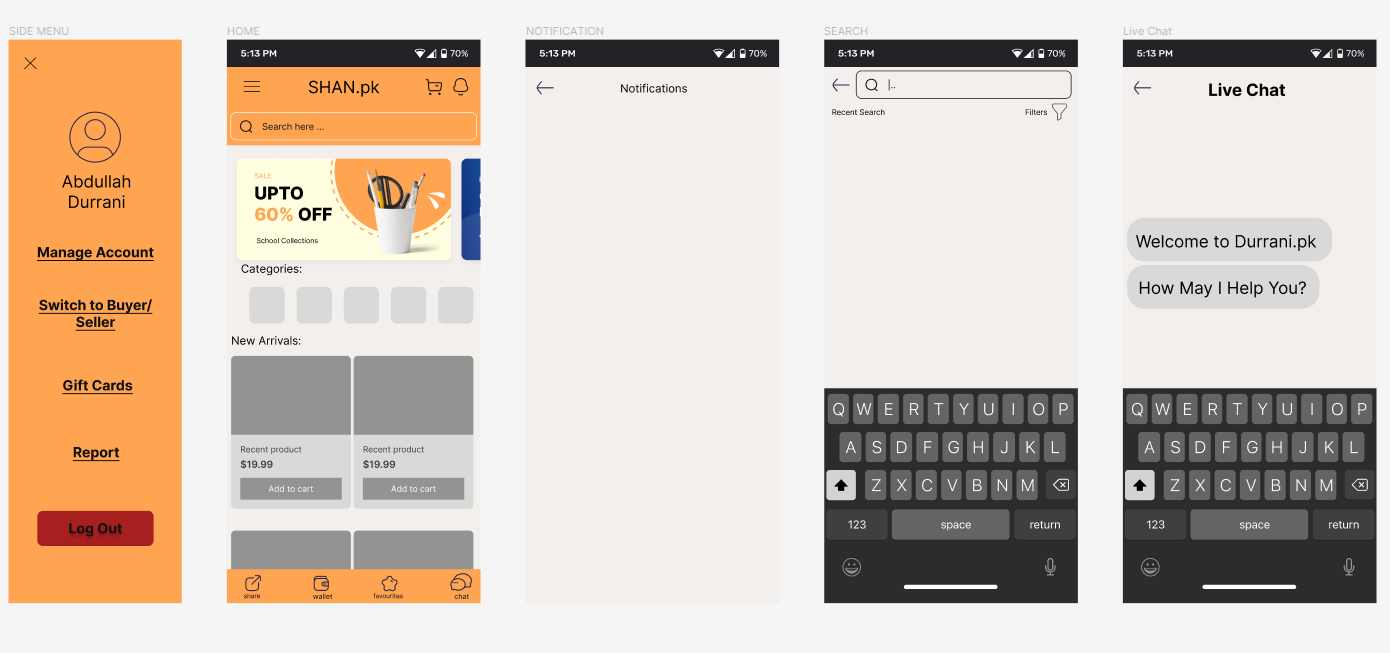 SIDE MENU
Abdullah
Durrani
Manage Account
Switch to Buyer/
Seller
Gift Cards
Report
Log Out
HOME
5:13 PM
70%
SHAN.pk
Search here ...
SALE
UPTO
60% OFF
School Collections
Categories:
New Arrivals:
Recent product
$19.99
Add to cart
Recent product
$19.99
Add to cart
share
wallet
favourites
chat
NOTIFICATION
5:13 PM
70%
Notifications
SEARCH
5:13 PM
70%
|..
Recent Search
Filters
Q W E R T Y U I O P
A S D F G H J K L
Z X C V B N M
123
space
return
Live Chat
5:13 PM
70%
Live Chat
Welcome to Durrani.pk
How May I Help You?
Q W E R T Y U I O P
A S D F G H J K L
Z X C V B N M
123
space
return